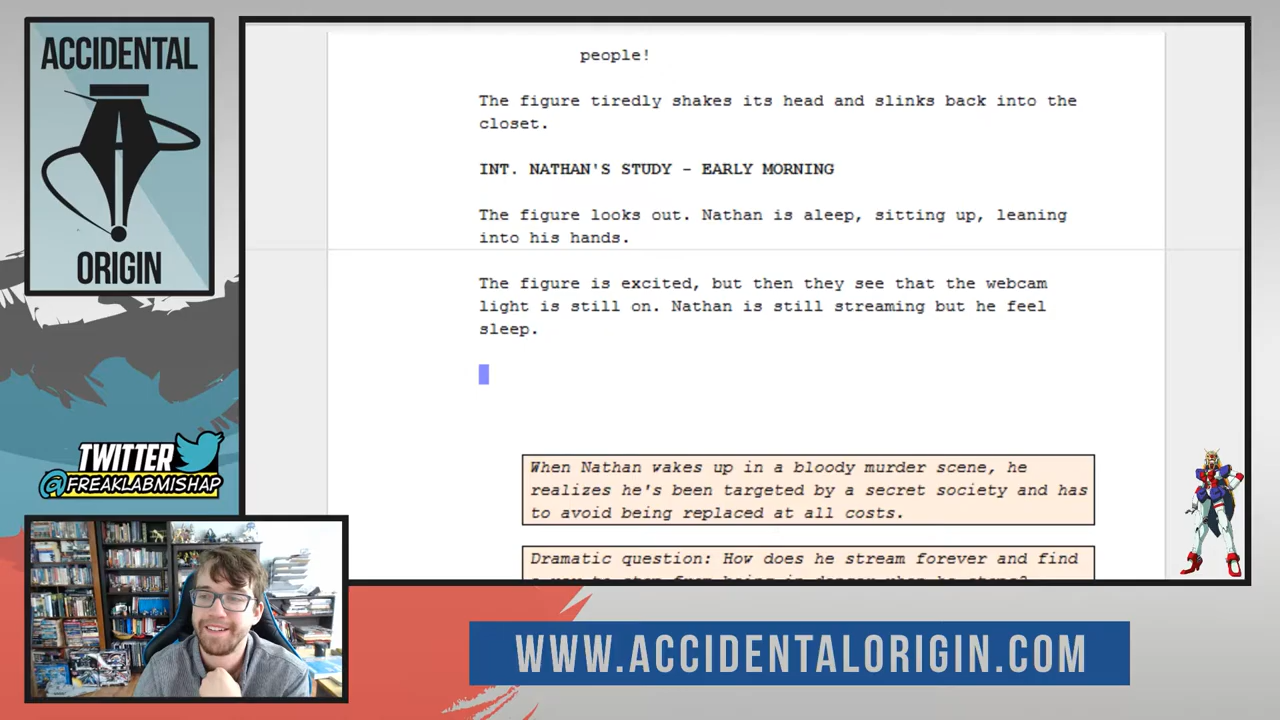 ACCIDENTAL
ORIGIN
people!
The figure tiredly shakes its head and slinks back into the
closet.
INT. NATHAN'S STUDY - EARLY MORNING
The figure looks out. Nathan is aleep, sitting up, leaning
into his hands.
The figure is excited, but then they see that the webcam
light is still on. Nathan is still streaming but he feel
sleep.
When Nathan wakes up in a bloody murder scene, he
realizes he's been targeted by a secret society and has
to avoid being replaced at all costs.
Dramatic question: How does he stream forever and find
TWITTER
@FREAKLABMISHAP
WWW.ACCIDENTALORIGIN.COM